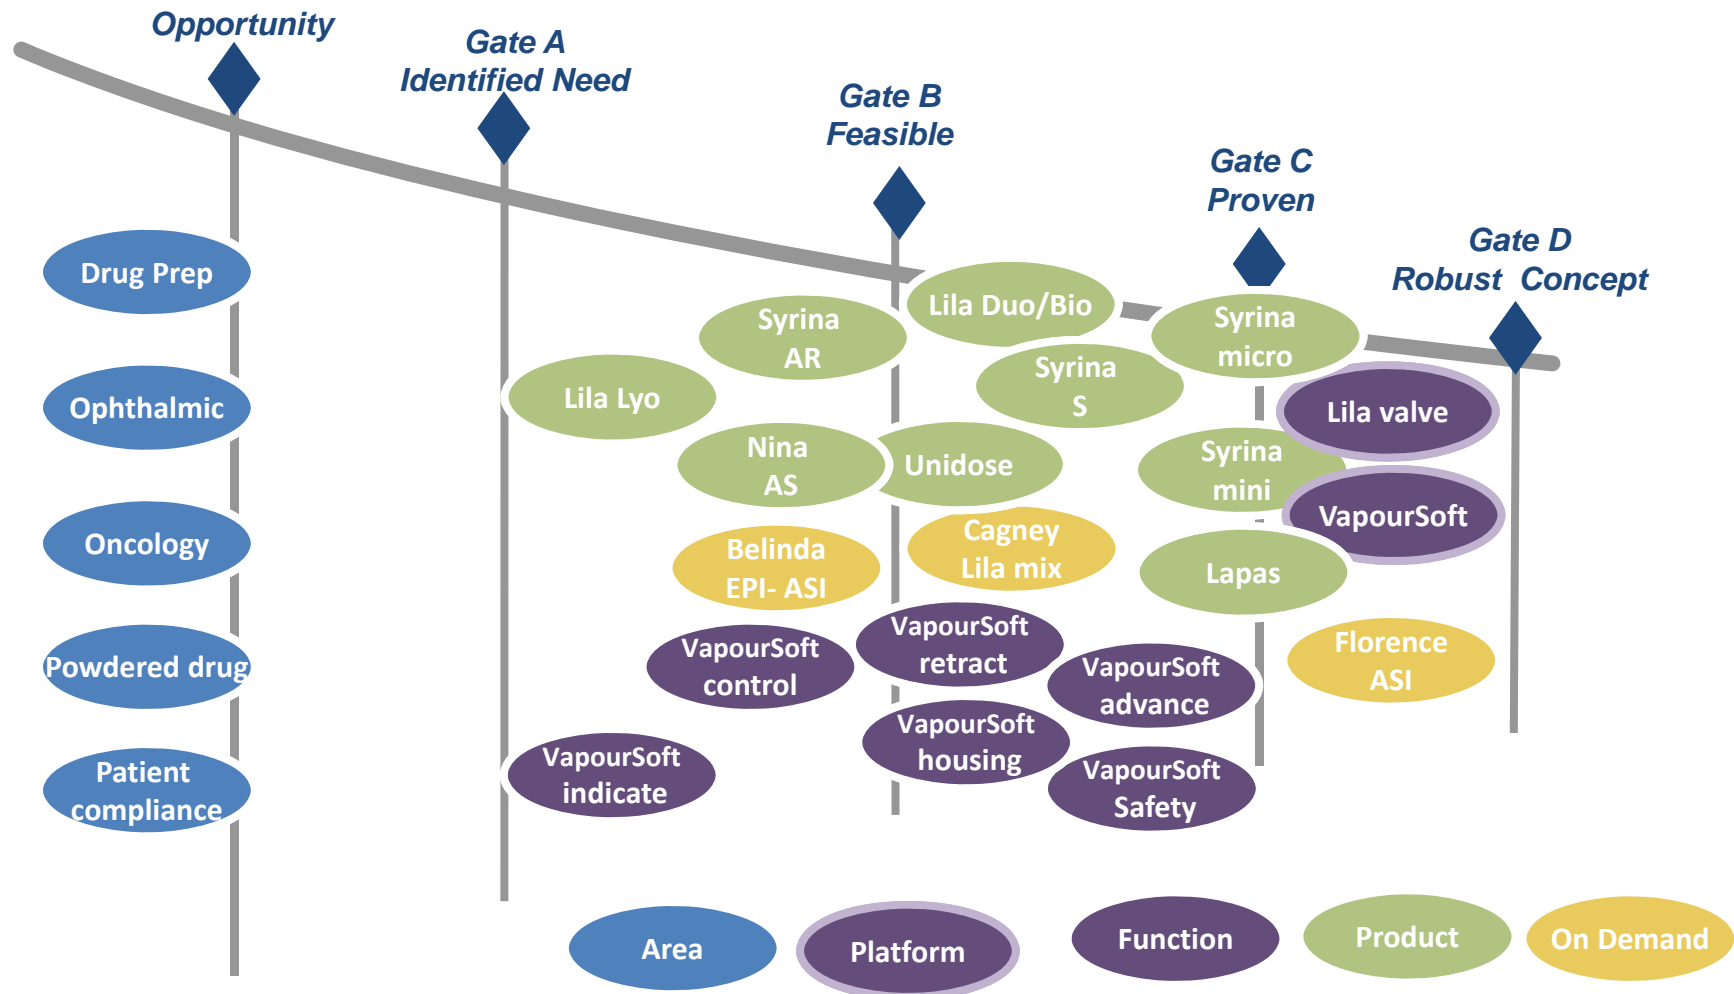 Opportunity
Gate A
Identified Need
Gate B
Feasible
Gate C
Proven
Gate D
Robust Concept
Drug Prep
Ophthalmic
Oncology
Powdered drug
Patient
compliance
Lila Lyo
Syrina
AR
Nina
AS
Belinda
EPI- ASI
VapourSoft
control
VapourSoft
indicate
Lila Duo/Bio
Syrina
S
Unidose
Cagney
Lila mix
VapourSoft
retract
VapourSoft
housing
VapourSoft
advance
VapourSoft
Safety
Syrina
micro
Syrina
mini
Lapas
Lila valve
VapourSoft
Florence
ASI
Area
Platform
Function
Product
On Demand